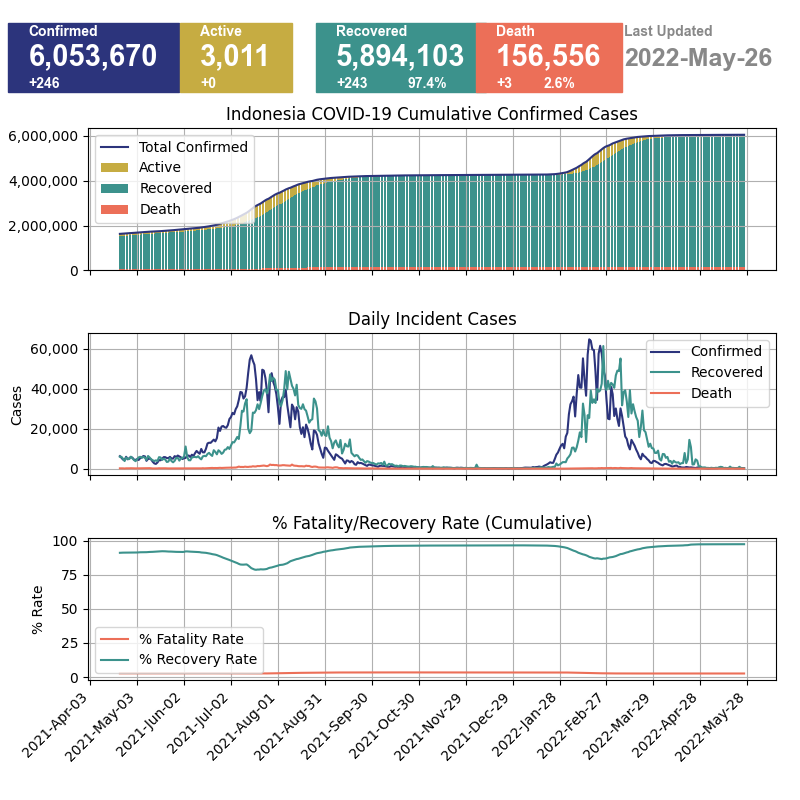 Confirmed
6,053,670
+246
Active
3,011
+0
Recovered
5,894,103
+243 97.4%
Death
156,556
+3 2.6%
Last Updated
2022-May-26
Indonesia COVID-19 Cumulative Confirmed Cases
6,000,000
4,000,000
2,000,000
0
Total Confirmed
Active
Recovered
Death
Daily Incident Cases
Cases
60,000
40,000
20,000
0
Confirmed
Recovered
Death
% Fatality/Recovery Rate (Cumulative)
% Rate
100
75
50
25
0
% Fatality Rate
% Recovery Rate
2021-Apr-03
2021-May-03
2021-Jun-02
2021-Jul-02
2021-Aug-01
2021-Aug-31
2021-Sep-30
2021-Oct-30
2021-Nov-29
2021-Dec-29
2022-Jan-28
2022-Feb-27
2022-Mar-29
2022-Apr-28
2022-May-28